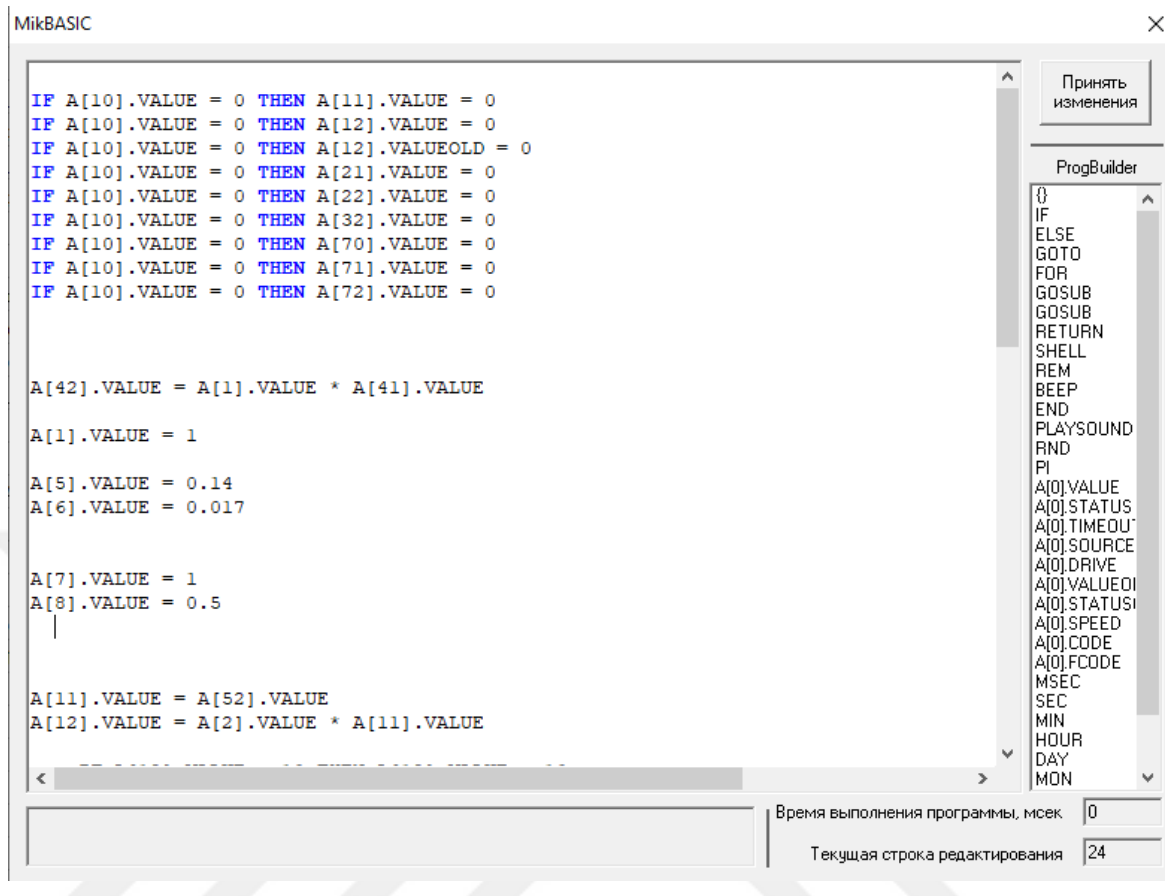 MikBASIC
IF A[10].VALUE = 0 THEN A[11].VALUE = 0
IF A[10].VALUE = 0 THEN A[12].VALUE = 0
IF A[10].VALUE = 0 THEN A[12].VALUEOLD = 0
IF A[10].VALUE = 0 THEN A[21].VALUE = 0
IF A[10].VALUE = 0 THEN A[22].VALUE = 0
IF A[10].VALUE = 0 THEN A[32].VALUE = 0
IF A[10].VALUE = 0 THEN A[70].VALUE = 0
IF A[10].VALUE = 0 THEN A[71].VALUE = 0
IF A[10].VALUE = 0 THEN A[72].VALUE = 0
A[42].VALUE = A[1].VALUE * A[41].VALUE
A[1].VALUE = 1
A[5].VALUE = 0.14
A[6].VALUE = 0.017
A[7].VALUE = 1
A[8].VALUE = 0.5
A[11].VALUE = A[52].VALUE
A[12].VALUE = A[2].VALUE * A[11].VALUE
Принять
изменения
ProgBuilder
{}
IF
ELSE
GOTO
FOR
GOSUB
GOSUB
RETURN
SHELL
REM
BEEP
END
PLAYSOUND
RND
PI
A[0].VALUE
A[0].STATUS
A[0].TIMEOU
A[0].SOURCE
A[0].DRIVE
A[0].VALUEOI
A[0].STATUS
A[0].SPEED
A[0].CODE
A[0].FCODE
MSEC
SEC
MIN
HOUR
DAY
MON
Время выполнения программы, мсек 0
Текущая строка редактирования 24